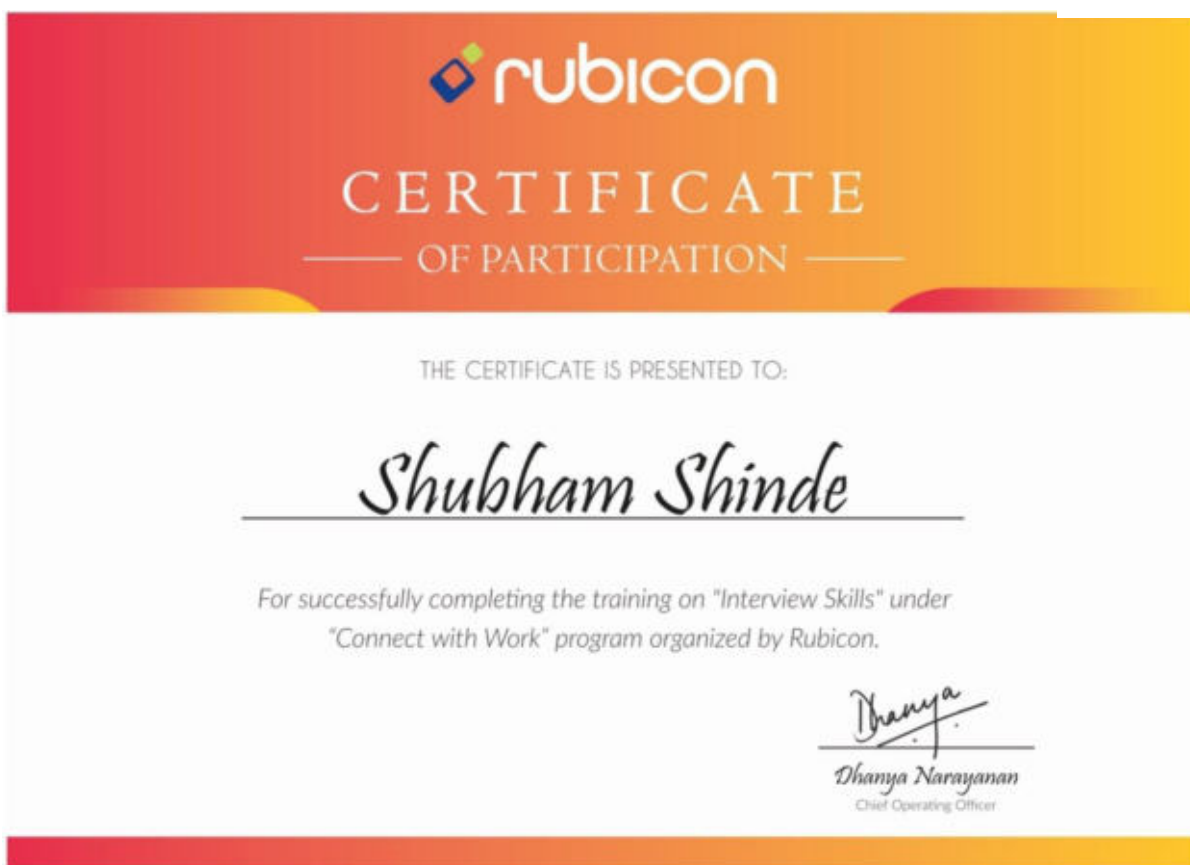 rubicon
CERTIFICATE
OF PARTICIPATION
THE CERTIFICATE IS PRESENTED TO:
Shubham Shinde
For successfully completing the training on "Interview Skills" under
"Connect with Work" program organized by Rubicon.
Dhanya
Dhanya Narayanan
Chief Operating Officer